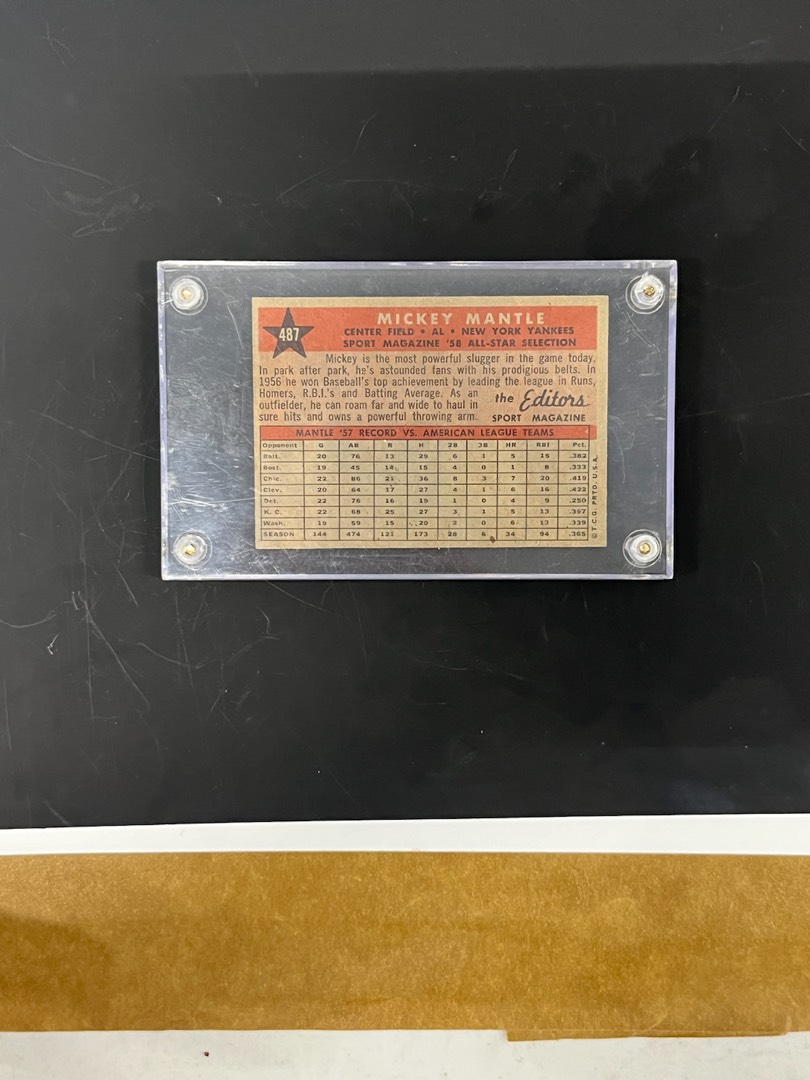 487
MICKEY MANTLE
CENTER FIELD • AL • NEW YORK YANKEES
SPORT MAGAZINE '58 ALL-STAR SELECTION
Mickey is the most powerful slugger in the game today.
In park after park, he's astounded fans with his prodigious belts. In
1956 he won Baseball's top achievement by leading the league in Runs,
Homers, R.B.I.'s and Batting Average. As an
outfielder, he can roam far and wide to haul in
sure hits and owns a powerful throwing arm.
the Editors
SPORT MAGAZINE
MANTLE '57 RECORD VS. AMERICAN LEAGUE TEAMS
Opponent G AB R H 2B 3B HR RBI Pct.
Balt. 20 76 13 29 6 1 5 15 .382
Bost. 19 45 14 15 4 0 1 8 .333
Chic. 22 86 21 36 8 3 7 20 .419
Clev. 20 64 17 27 4 1 6 16 .422
Det. 22 76 16 19 1 0 4 9 .250
K. C. 22 68 25 27 3 1 5 13 .397
Wash. 19 59 15 20 2 0 6 13 .339
SEASON 144 474 121 173 28 6 34 94 .365
© T.C.G. PRTD. U.S.A.